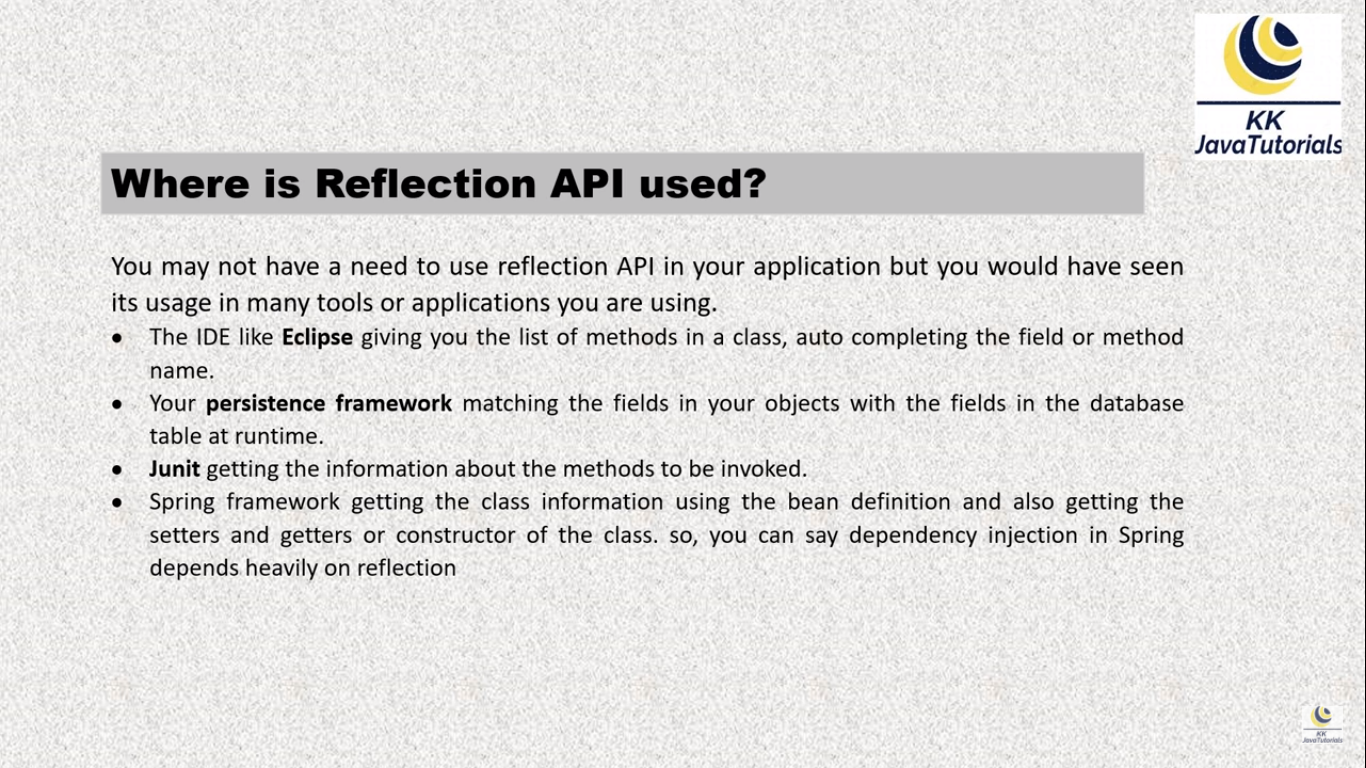 KK
JavaTutorials
Where is Reflection API used?
You may not have a need to use reflection API in your application but you would have seen
its usage in many tools or applications you are using.
• The IDE like Eclipse giving you the list of methods in a class, auto completing the field or method
name.
• Your persistence framework matching the fields in your objects with the fields in the database
table at runtime.
• Junit getting the information about the methods to be invoked.
• Spring framework getting the class information using the bean definition and also getting the
setters and getters or constructor of the class. so, you can say dependency injection in Spring
depends heavily on reflection
KK
JavaTutorials